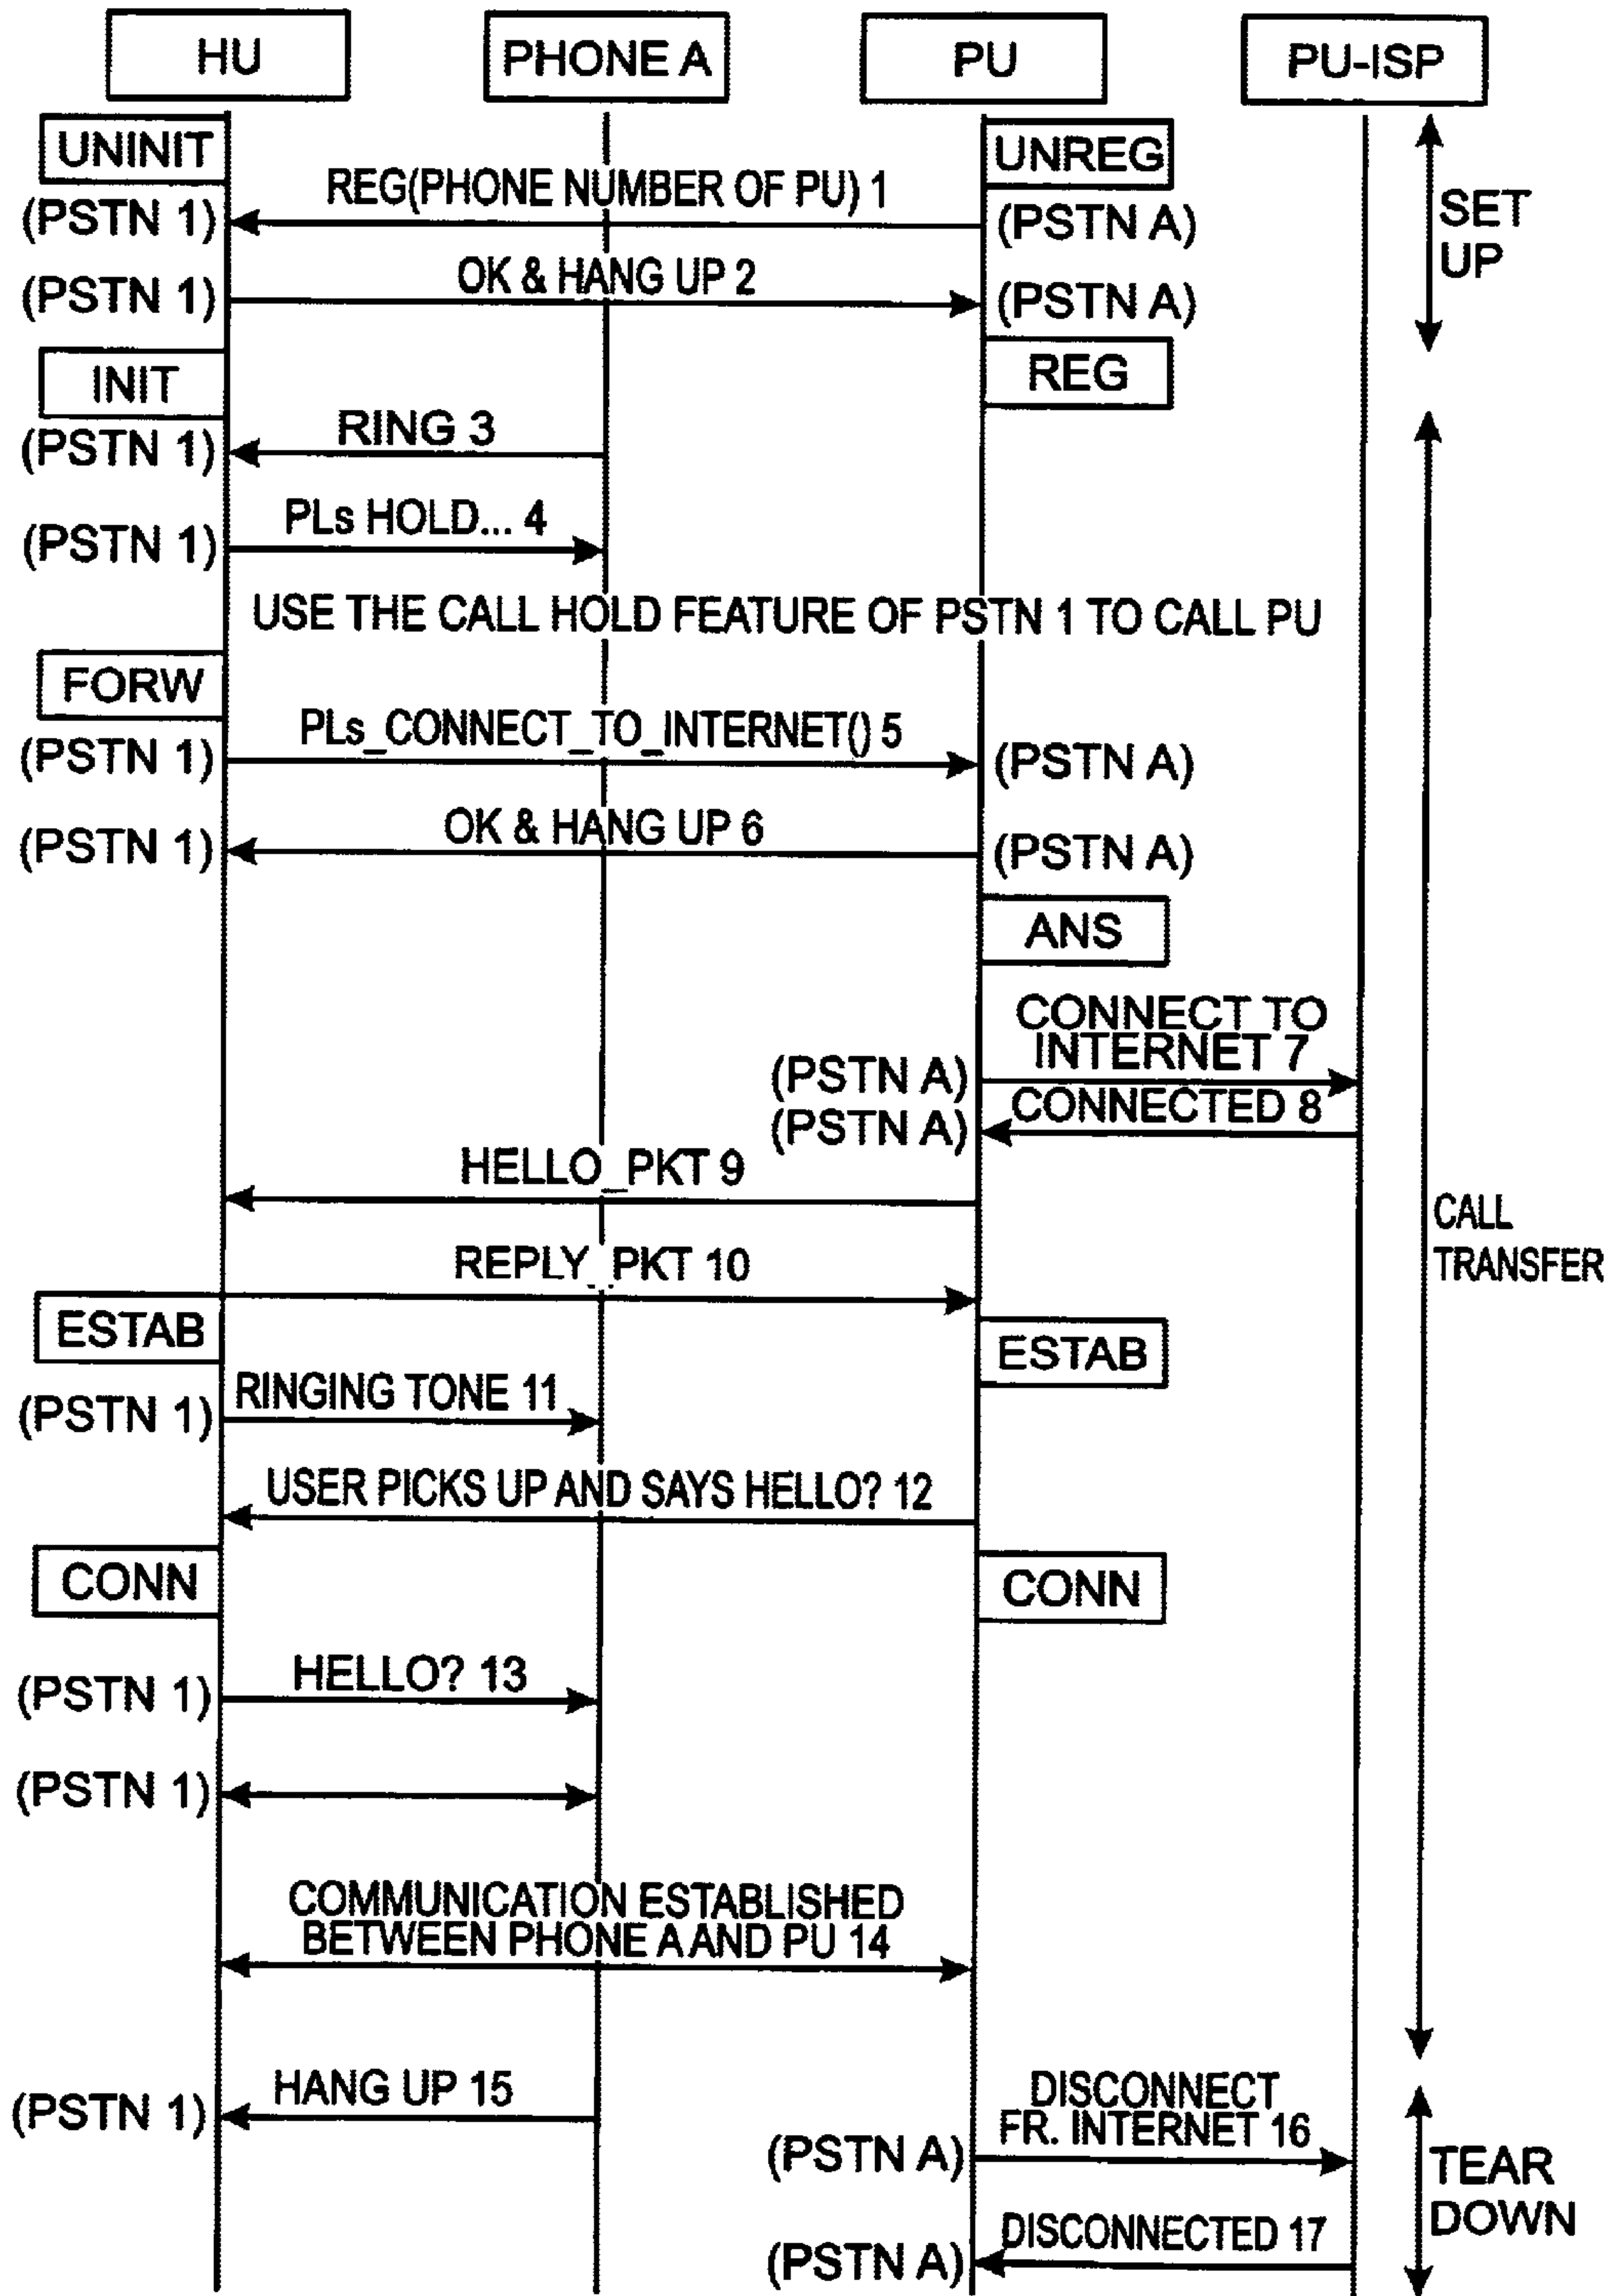 HU PHONE A PU PU-ISP
UNINIT UNREG
REG(PHONE NUMBER OF PU) 1
(PSTN 1) (PSTN A)
SET
UP
OK & HANG UP 2
(PSTN 1) (PSTN A)
INIT REG
RING 3
(PSTN 1)
PLs HOLD... 4
(PSTN 1)
USE THE CALL HOLD FEATURE OF PSTN 1 TO CALL PU
FORW
PLs_CONNECT_TO_INTERNET() 5
(PSTN 1) (PSTN A)
OK & HANG UP 6
(PSTN 1) (PSTN A)
ANS
CONNECT TO
INTERNET 7
(PSTN A)
CONNECTED 8
(PSTN A)
HELLO_PKT 9
CALL
TRANSFER
REPLY_PKT 10
ESTAB ESTAB
RINGING TONE 11
(PSTN 1)
USER PICKS UP AND SAYS HELLO? 12
CONN CONN
HELLO? 13
(PSTN 1)
(PSTN 1)
COMMUNICATION ESTABLISHED
BETWEEN PHONE A AND PU 14
HANG UP 15
(PSTN 1)
DISCONNECT
FR. INTERNET 16
(PSTN A)
TEAR
DOWN
DISCONNECTED 17
(PSTN A)